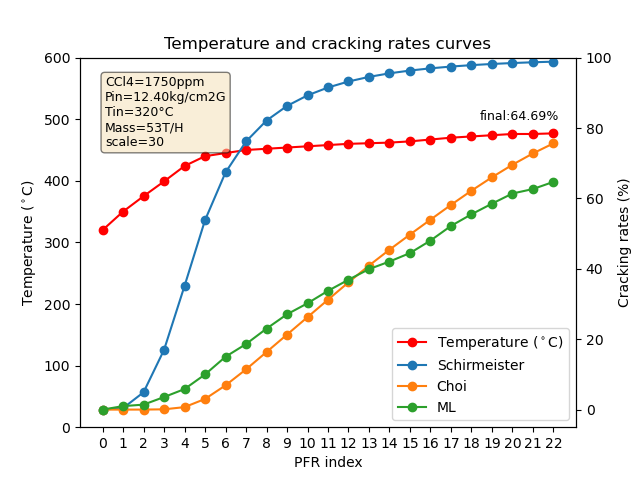 Temperature and cracking rates curves
CCl4=1750ppm
Pin=12.40kg/cm2G
Tin=320°C
Mass=53T/H
scale=30
final:64.69%
Temperature (°C)
600
500
400
300
200
100
0
Cracking rates (%)
100
80
60
40
20
0
Temperature (°C)
Schirmeister
Choi
ML
0 1 2 3 4 5 6 7 8 9 10 11 12 13 14 15 16 17 18 19 20 21 22
PFR index